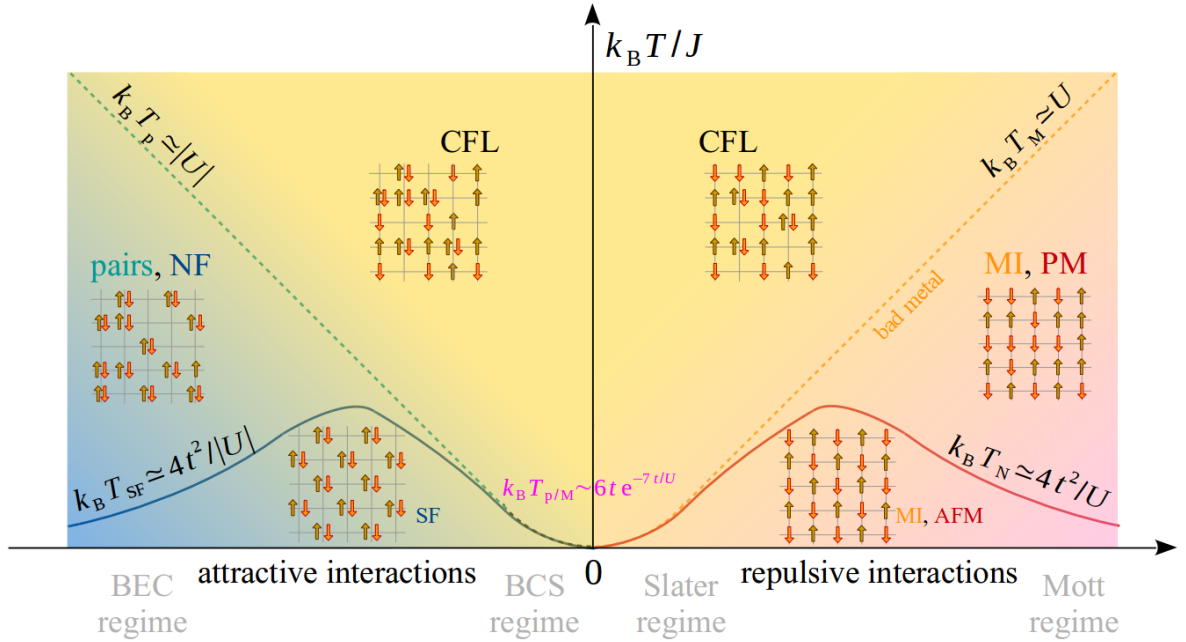 k_B T / J
k_B T_p ≃ |U|
CFL
CFL
k_B T_M ≃ U
pairs, NF
bad metal
MI, PM
k_B T_SF ≃ 4t²/|U|
SF
k_B T_p/M ~ 6t e^−7t/U
MI, AFM
k_B T_N ≃ 4t²/U
attractive interactions
0
repulsive interactions
BEC
regime
BCS
regime
Slater
regime
Mott
regime